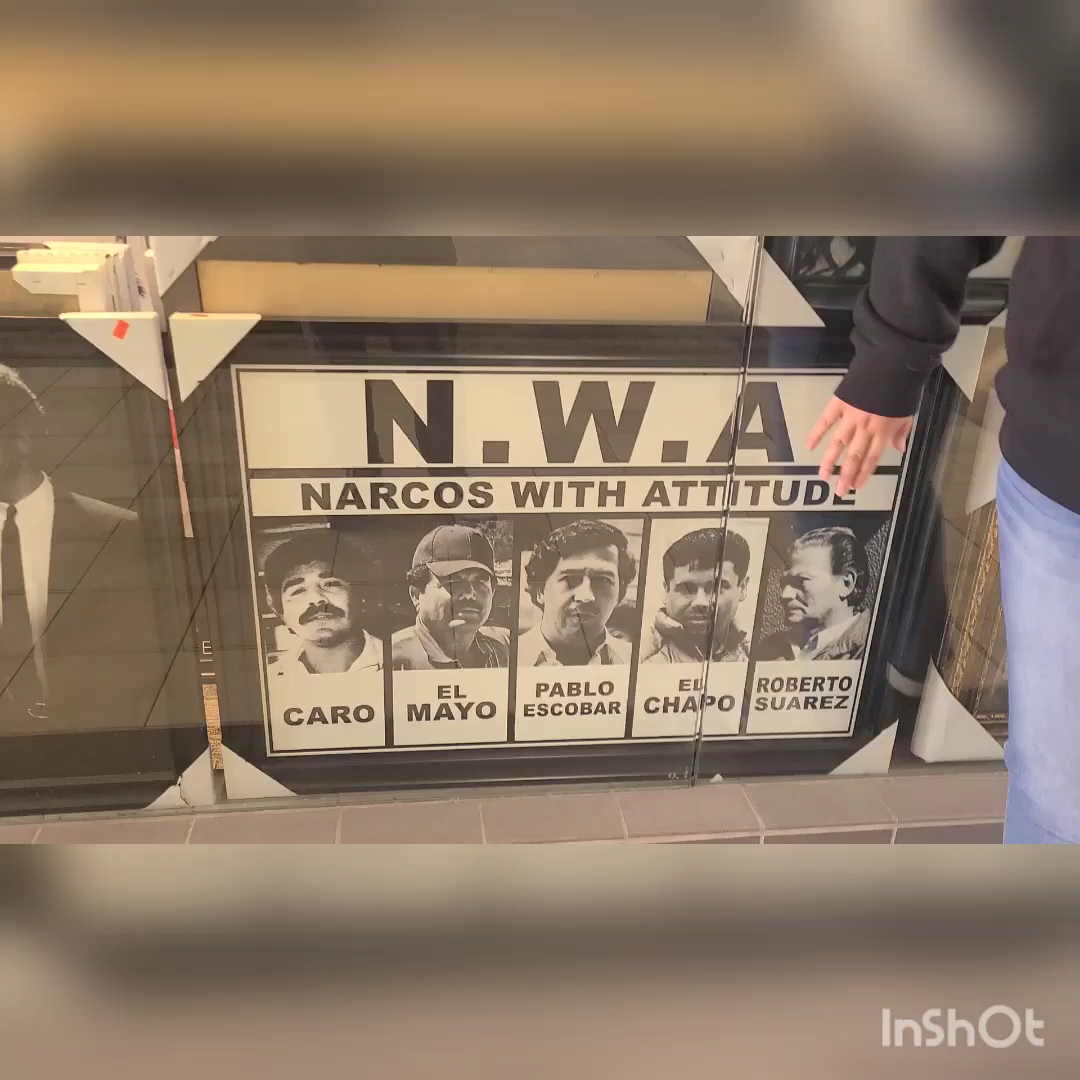 N.W.A
NARCOS WITH ATTITUDE
CARO
EL
MAYO
PABLO
ESCOBAR
EL
CHAPO
ROBERTO
SUAREZ
InShOt